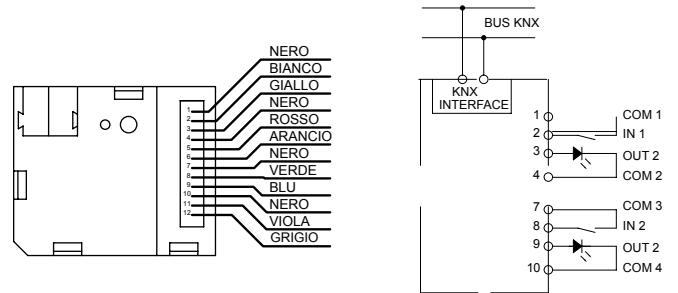 NERO
BIANCO
GIALLO
NERO
ROSSO
ARANCIO
NERO
VERDE
BLU
NERO
VIOLA
GRIGIO
1
2
3
4
5
6
7
8
9
10
11
12
BUS KNX
KNX
INTERFACE
1 COM 1
2 IN 1
3 OUT 2
4 COM 2
7 COM 3
8 IN 2
9 OUT 2
10 COM 4